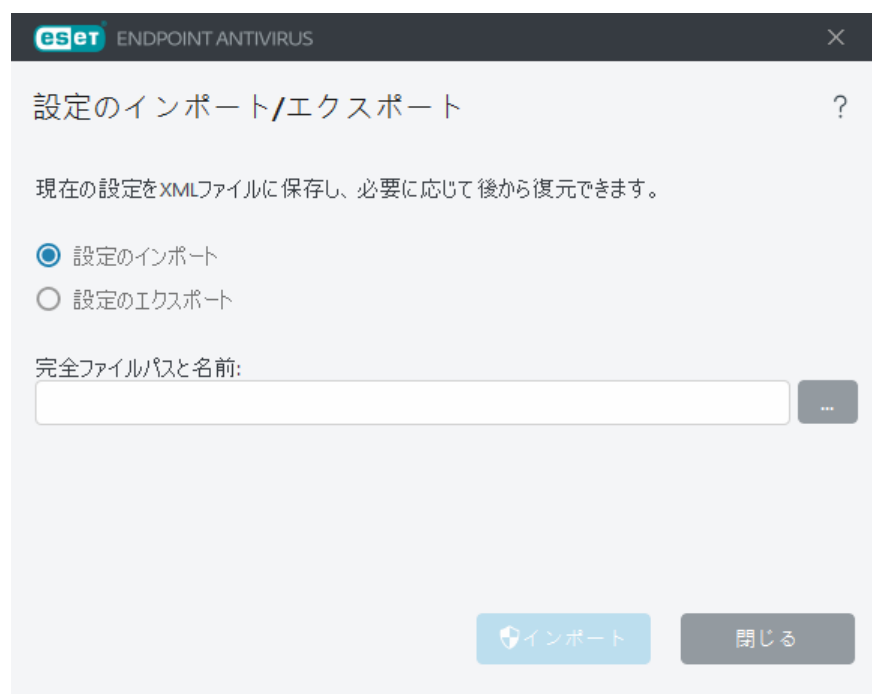 eset ENDPOINT ANTIVIRUS
設定のインポート/エクスポート
?
現在の設定をXMLファイルに保存し、必要に応じて後から復元できます。
設定のインポート
設定のエクスポート
完全ファイルパスと名前:
...
インポート
閉じる